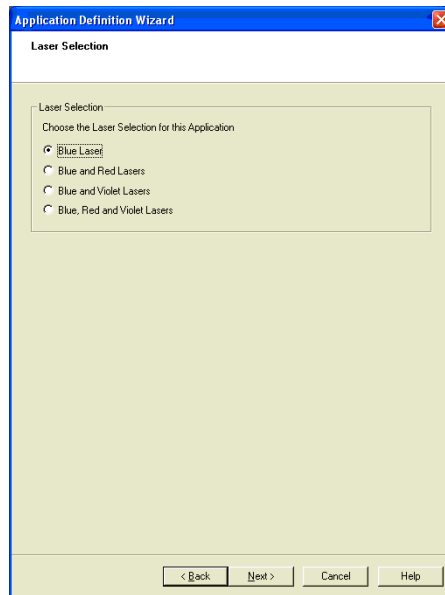 Application Definition Wizard
Laser Selection
Laser Selection
Choose the Laser Selection for this Application
Blue Laser
Blue and Red Lasers
Blue and Violet Lasers
Blue, Red and Violet Lasers
< Back Next > Cancel Help